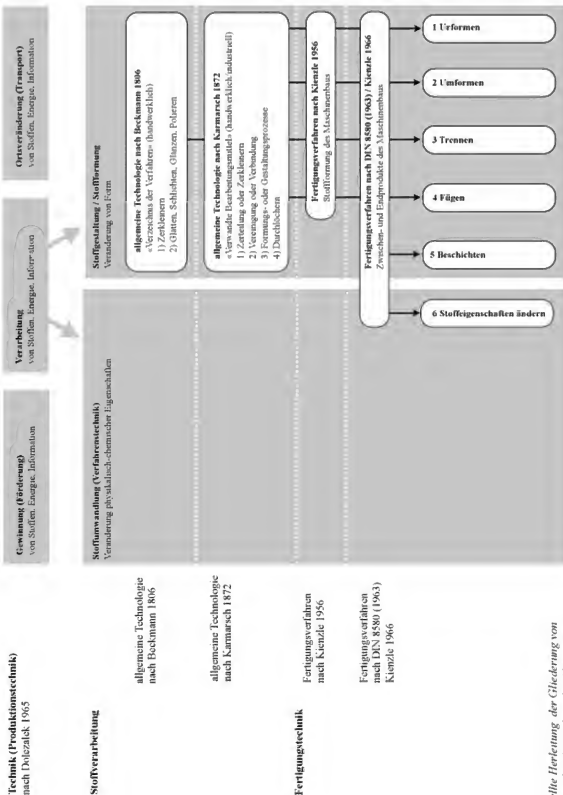 Technik (Produktionstechnik)
nach Dolezalek 1965
Gewinnung (Förderung)
von Stoffen, Energie, Information
Verarbeitung
von Stoffen, Energie, Information
Ortsveränderung (Transport)
von Stoffen, Energie, Information
Stoffverarbeitung
Stoffumwandlung (Verfahrenstechnik)
Veränderung physikalisch-chemischer Eigenschaften
Stoffgestaltung / Stoffformung
Veränderung von Form
allgemeine Technologie
nach Beckmann 1806
allgemeine Technologie nach Beckmann 1806
«Verzeichnis der Verfahren» (handwerklich)
1) Zerkleinern
2) Glätten, Schlichten, Glänzen, Polieren
allgemeine Technologie
nach Karmarsch 1872
allgemeine Technologie nach Karmarsch 1872
«Verwandte Bearbeitungsmittel» (handwerklich/industriell)
1) Zerteilung oder Zerkleinern
2) Vereinigung oder Verbindung
3) Formungs- oder Gestaltungsprozesse
4) Durchlöchern
Fertigungstechnik
Fertigungsverfahren
nach Kienzle 1956
Fertigungsverfahren nach Kienzle 1956
Stoffformung des Maschinenbaus
Fertigungsverfahren
nach DIN 8580 (1963)
Kienzle 1966
Fertigungsverfahren nach DIN 8580 (1963) / Kienzle 1966
Zwischen- und Endprodukte des Maschinenbaus
1 Urformen
2 Umformen
3 Trennen
4 Fügen
5 Beschichten
6 Stoffeigenschaften ändern
Herleitung der Gliederung von